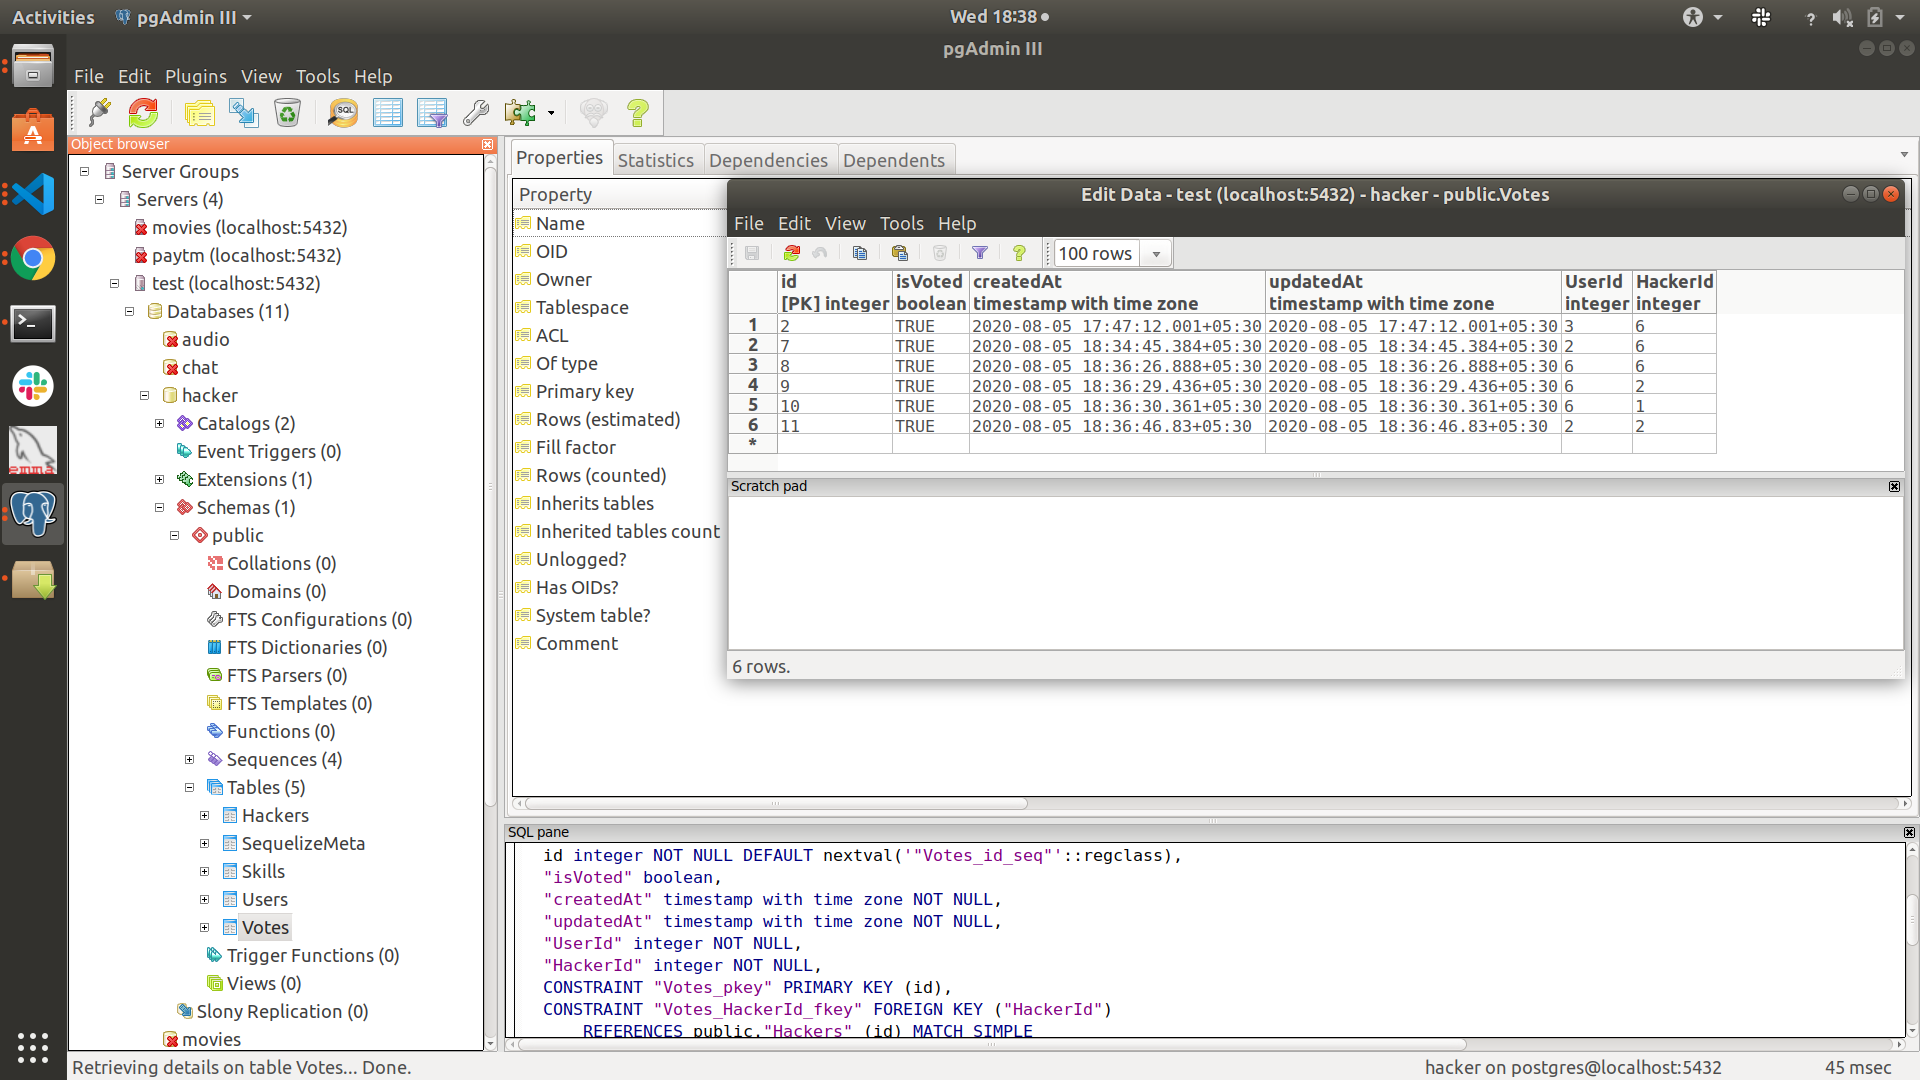 Activities pgAdmin III Wed 18:38
pgAdmin III
File Edit Plugins View Tools Help
SQL
Object browser
Server Groups
Servers (4)
movies (localhost:5432)
paytm (localhost:5432)
test (localhost:5432)
Databases (11)
audio
chat
hacker
Catalogs (2)
Event Triggers (0)
Extensions (1)
Schemas (1)
public
Collations (0)
Domains (0)
FTS Configurations (0)
FTS Dictionaries (0)
FTS Parsers (0)
FTS Templates (0)
Functions (0)
Sequences (4)
Tables (5)
Hackers
SequelizeMeta
Skills
Users
Votes
Trigger Functions (0)
Views (0)
Slony Replication (0)
movies
emma
Properties Statistics Dependencies Dependents
Property
Name
OID
Owner
Tablespace
ACL
Of type
Primary key
Rows (estimated)
Fill factor
Rows (counted)
Inherits tables
Inherited tables count
Unlogged?
Has OIDs?
System table?
Comment
Edit Data - test (localhost:5432) - hacker - public.Votes
File Edit View Tools Help
100 rows
id isVoted createdAt updatedAt UserId HackerId
[PK] integer boolean timestamp with time zone timestamp with time zone integer integer
1 2 TRUE 2020-08-05 17:47:12.001+05:30 2020-08-05 17:47:12.001+05:30 3 6
2 7 TRUE 2020-08-05 18:34:45.384+05:30 2020-08-05 18:34:45.384+05:30 2 6
3 8 TRUE 2020-08-05 18:36:26.888+05:30 2020-08-05 18:36:26.888+05:30 6 6
4 9 TRUE 2020-08-05 18:36:29.436+05:30 2020-08-05 18:36:29.436+05:30 6 2
5 10 TRUE 2020-08-05 18:36:30.361+05:30 2020-08-05 18:36:30.361+05:30 6 1
6 11 TRUE 2020-08-05 18:36:46.83+05:30 2020-08-05 18:36:46.83+05:30 2 2
*
Scratch pad
6 rows.
SQL pane
id integer NOT NULL DEFAULT nextval('"Votes_id_seq"'::regclass),
"isVoted" boolean,
"createdAt" timestamp with time zone NOT NULL,
"updatedAt" timestamp with time zone NOT NULL,
"UserId" integer NOT NULL,
"HackerId" integer NOT NULL,
CONSTRAINT "Votes_pkey" PRIMARY KEY (id),
CONSTRAINT "Votes_HackerId_fkey" FOREIGN KEY ("HackerId")
REFERENCES public."Hackers" (id) MATCH SIMPLE
Retrieving details on table Votes... Done. hacker on postgres@localhost:5432 45 msec